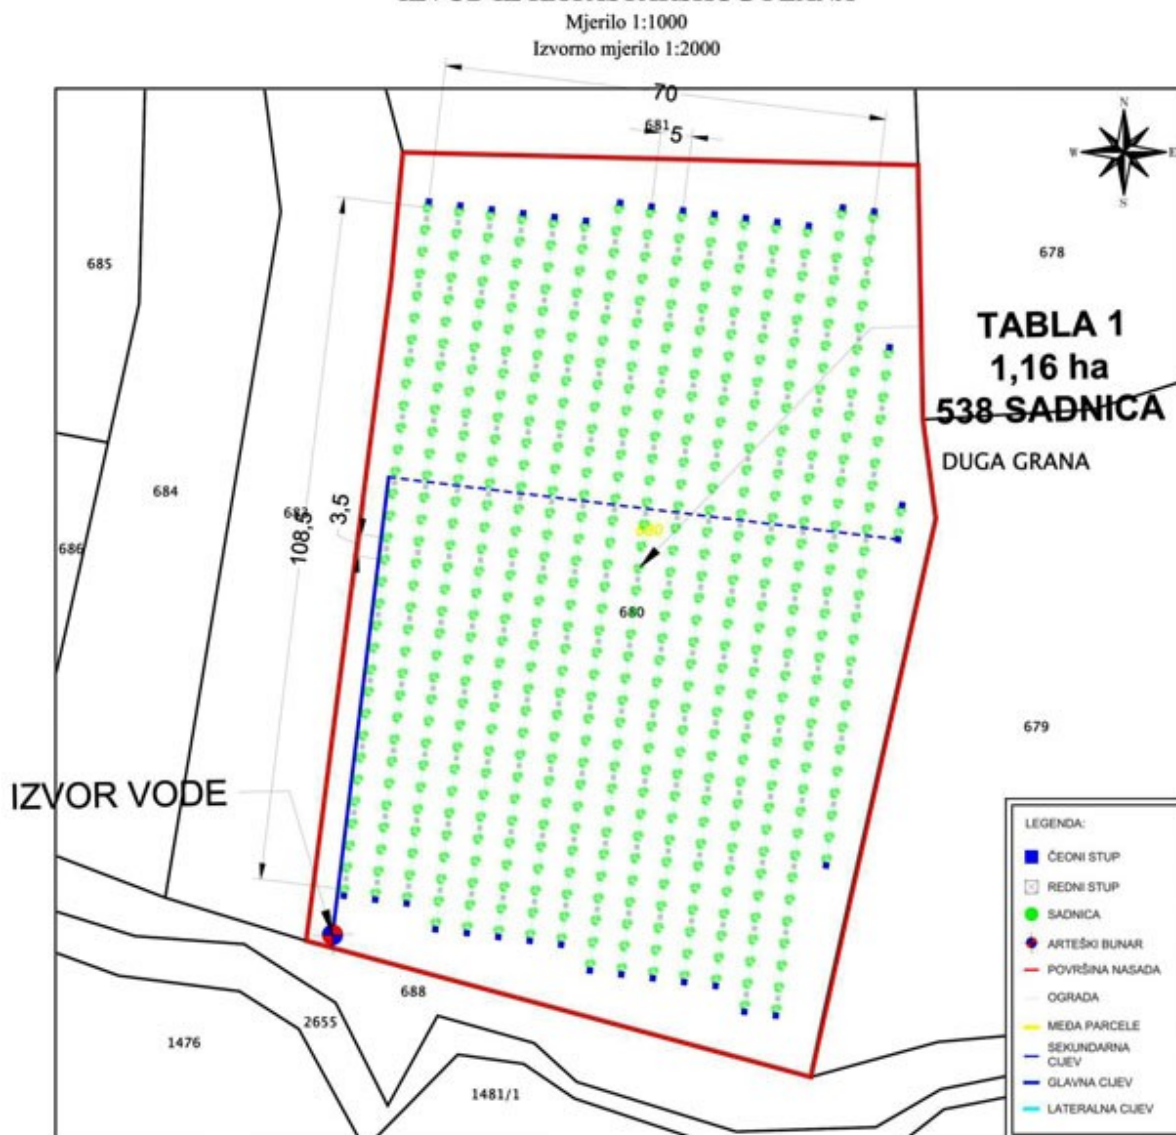 Mjerilo 1:1000
Izvorno mjerilo 1:2000
70
681
5
N
W
E
S
685
678
TABLA 1
1,16 ha
538 SADNICA
DUGA GRANA
684
3,5
108,5
686
680
679
IZVOR VODE
688
2655
1476
1481/1
LEGENDA:
ČEONI STUP
REDNI STUP
SADNICA
ARTEŠKI BUNAR
POVRŠINA NASADA
OGRADA
MEĐA PARCELE
SEKUNDARNA
CIJEV
GLAVNA CIJEV
LATERALNA CIJEV